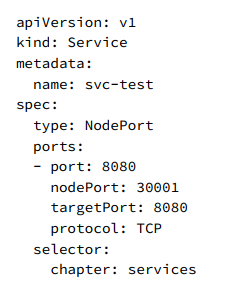 apiVersion: v1
kind: Service
metadata:
  name: svc-test
spec:
  type: NodePort
  ports:
  - port: 8080
    nodePort: 30001
    targetPort: 8080
    protocol: TCP
  selector:
    chapter: services